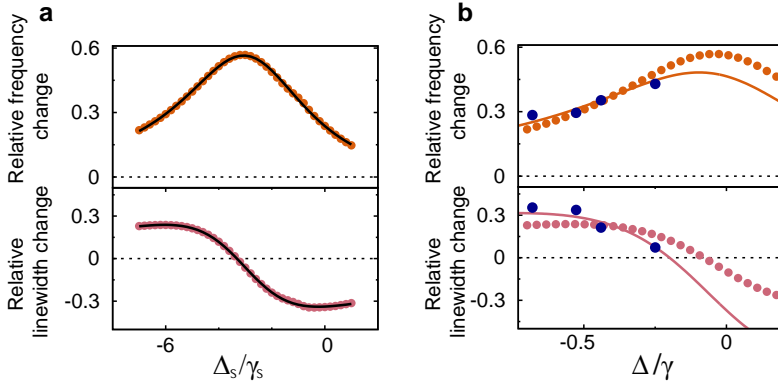 a
Relative frequency
change
0.6
0.3
0
Relative
linewidth change
0.3
0
-0.3
-6
0
Δs/γs
b
Relative frequency
change
0.6
0.3
0
Relative
linewidth change
0.3
0
-0.3
-0.5
0
Δ/γ